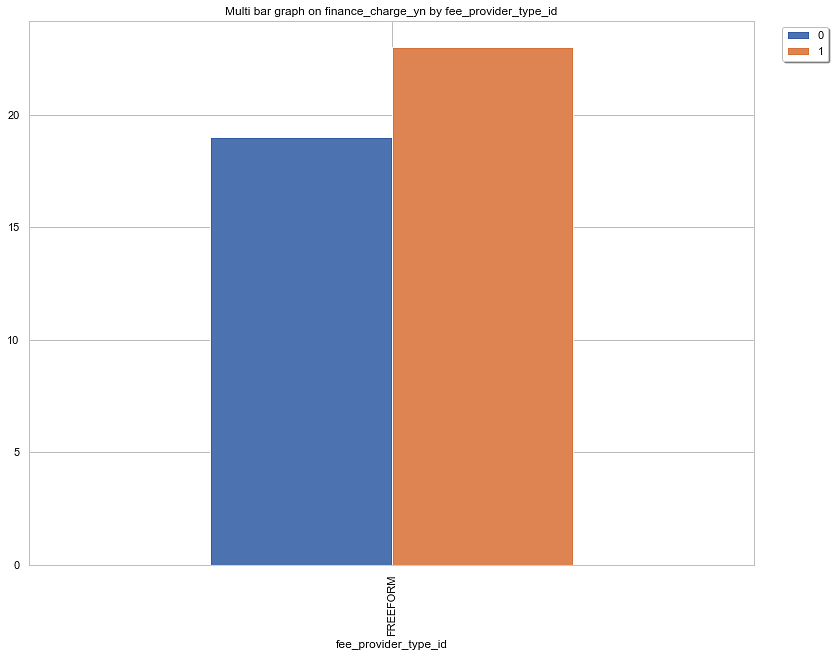 Multi bar graph on finance_charge_yn by fee_provider_type_id
0
1
20
15
10
5
0
FREEFORM
fee_provider_type_id